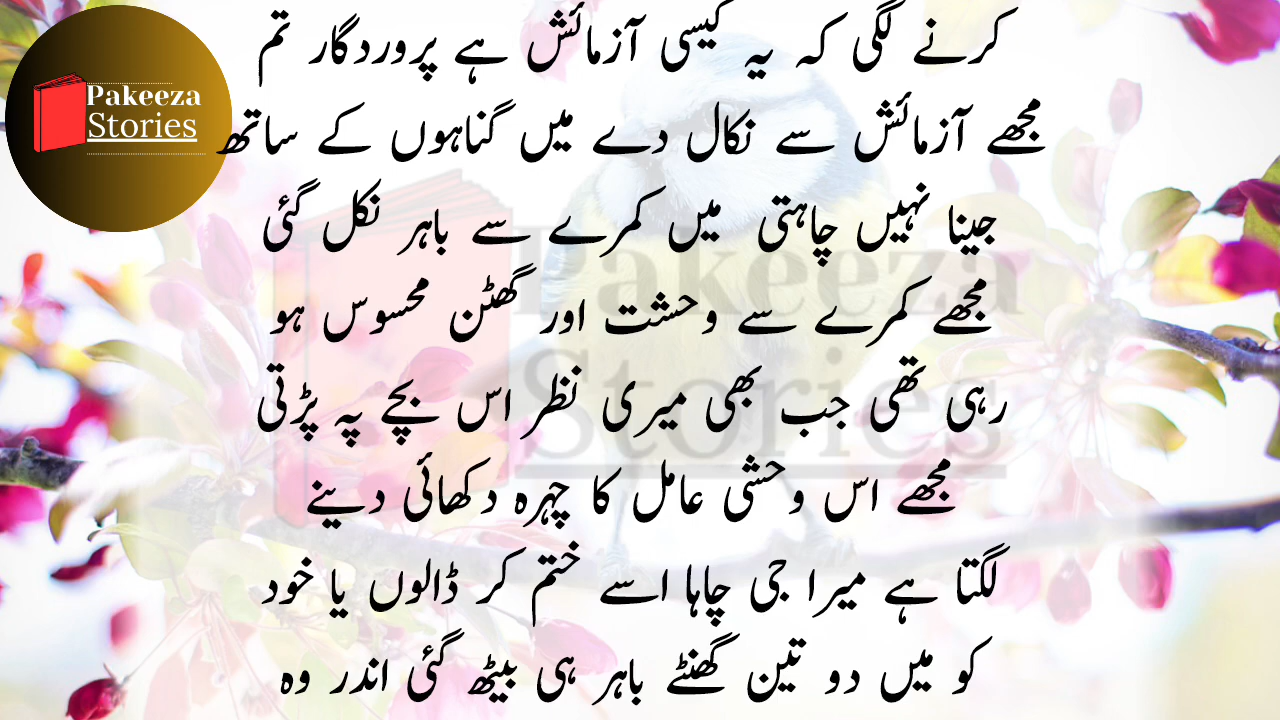 Pakeeza
Stories
کرنے لگی کہ یہ کیسی آزمائش ہے پروردگار تم
مجھے آزمائش سے نکال دے میں گناہوں کے ساتھ
جینا نہیں چاہتی میں کمرے سے باہر نکل گئی
مجھے کمرے سے وحشت اور گھٹن محسوس ہو
رہی تھی جب بھی میری نظر اس بچے پہ پڑتی
مجھے اس وحشی عامل کا چہرہ دکھائی دینے
لگتا ہے میرا جی چاہا اسے ختم کر ڈالوں یا خود
کو میں دو تین گھنٹے باہر ہی بیٹھ گئی اندر وہ
Pakeeza
Stories